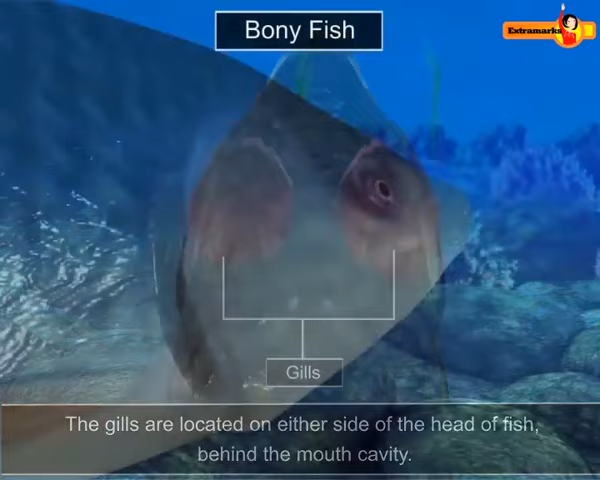 Bony Fish
Extramarks
Gills
The gills are located on either side of the head of fish,
behind the mouth cavity.